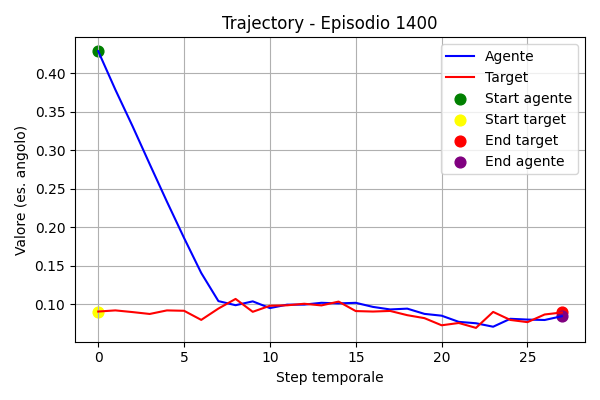 Trajectory - Episodio 1400
Valore (es. angolo)
0.40
0.35
0.30
0.25
0.20
0.15
0.10
Agente
Target
Start agente
Start target
End target
End agente
0 5 10 15 20 25
Step temporale